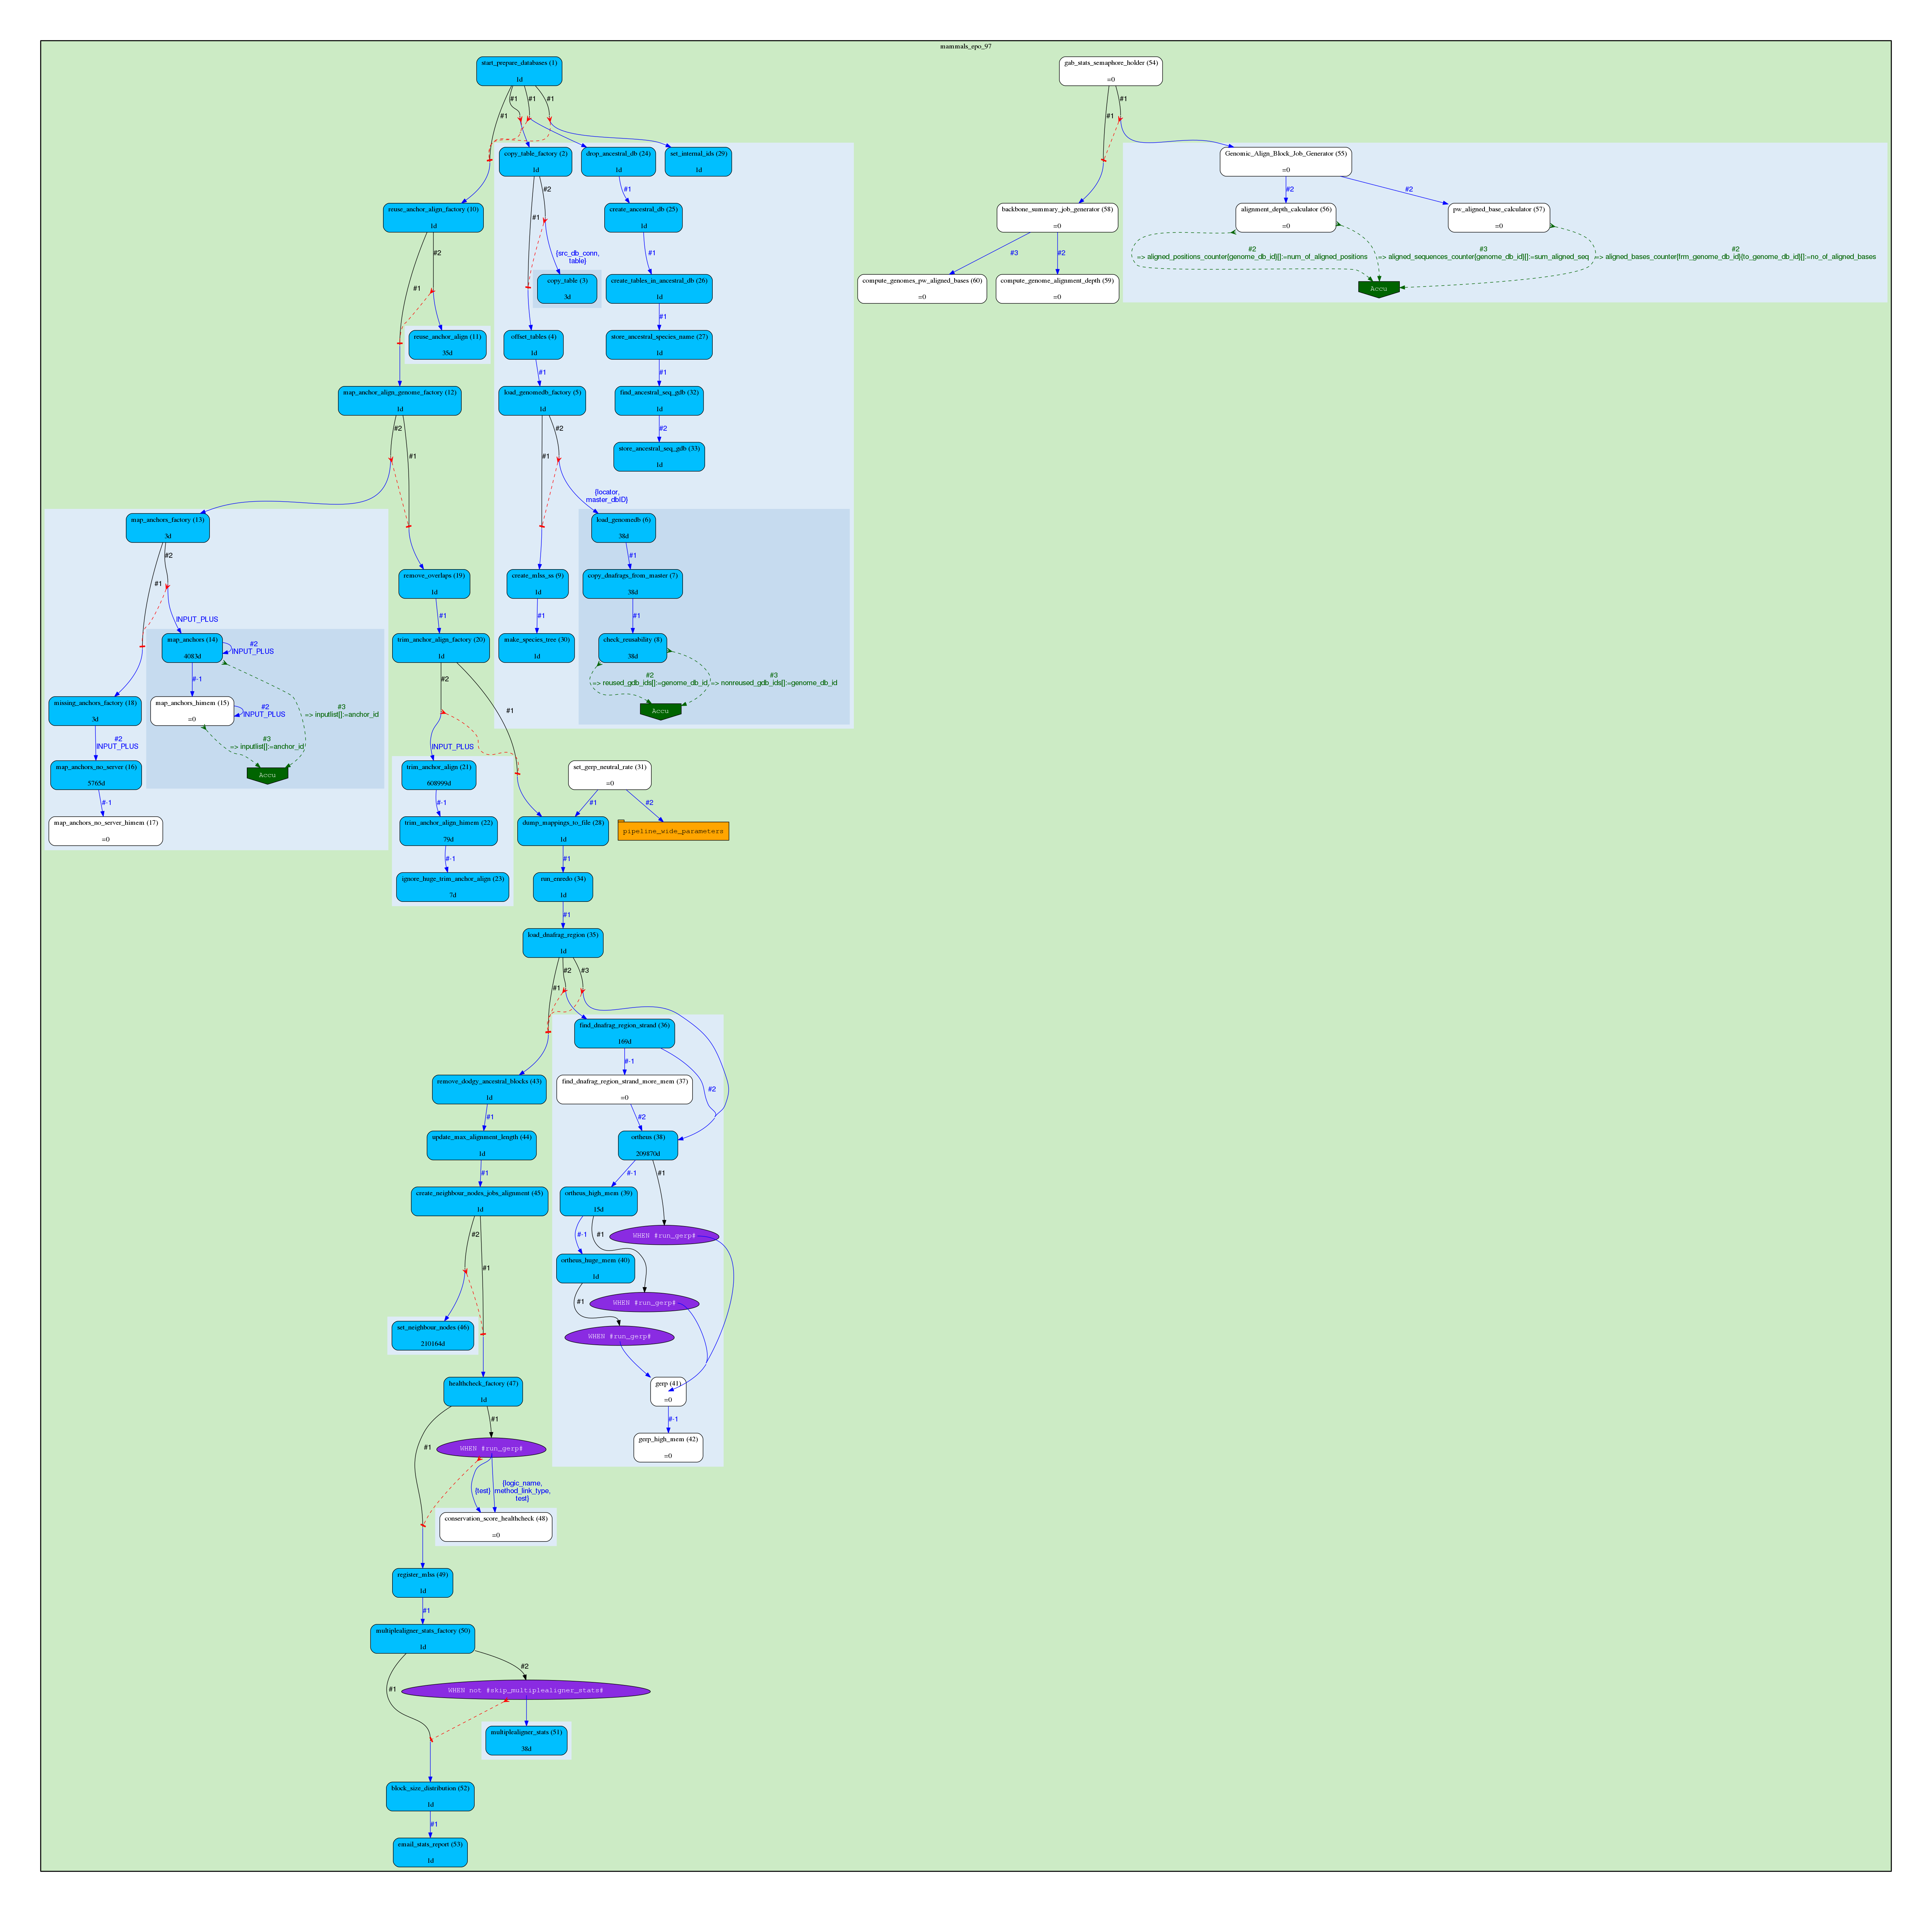 mammals_epo_97
start_prepare_databases (1)
1d
gab_stats_semaphore_holder (54)
=0
#1
#1
#1
#1
#1
#1
copy_table_factory (2)
1d
drop_ancestral_db (24)
1d
set_internal_ids (29)
1d
Genomic_Align_Block_Job_Generator (55)
=0
#2
#1
#1
#2
#2
reuse_anchor_align_factory (10)
1d
create_ancestral_db (25)
1d
backbone_summary_job_generator (58)
=0
alignment_depth_calculator (56)
=0
pw_aligned_base_calculator (57)
=0
#2
#1
{src_db_conn,
table}
#1
#3
#2
#2
=> aligned_positions_counter{genome_db_id}[]:=num_of_aligned_positions
#3
=> aligned_sequences_counter{genome_db_id}[]:=sum_aligned_seq
#2
=> aligned_bases_counter{frm_genome_db_id}{to_genome_db_id}[]:=no_of_aligned_bases
copy_table (3)
3d
create_tables_in_ancestral_db (26)
1d
compute_genomes_pw_aligned_bases (60)
=0
compute_genome_alignment_depth (59)
=0
Accu
#1
reuse_anchor_align (11)
35d
offset_tables (4)
1d
store_ancestral_species_name (27)
1d
#1
#1
map_anchor_align_genome_factory (12)
1d
load_genomedb_factory (5)
1d
find_ancestral_seq_gdb (32)
1d
#2
#1
#1
#2
#2
store_ancestral_seq_gdb (33)
1d
{locator,
master_dbID}
map_anchors_factory (13)
3d
load_genomedb (6)
38d
#2
#1
#1
remove_overlaps (19)
1d
create_mlss_ss (9)
1d
copy_dnafrags_from_master (7)
38d
INPUT_PLUS
#1
#1
#1
map_anchors (14)
4083d
#2
INPUT_PLUS
trim_anchor_align_factory (20)
1d
make_species_tree (30)
1d
check_reusability (8)
38d
#-1
#2
#1
#2
=> reused_gdb_ids[]:=genome_db_id
#3
=> nonreused_gdb_ids[]:=genome_db_id
missing_anchors_factory (18)
3d
map_anchors_himem (15)
=0
#2
INPUT_PLUS
#3
=> inputlist[]:=anchor_id
Accu
#2
INPUT_PLUS
#3
=> inputlist[]:=anchor_id
INPUT_PLUS
map_anchors_no_server (16)
5765d
Accu
trim_anchor_align (21)
608999d
set_gerp_neutral_rate (31)
=0
#-1
#-1
#1
#2
map_anchors_no_server_himem (17)
=0
trim_anchor_align_himem (22)
79d
dump_mappings_to_file (28)
1d
pipeline_wide_parameters
#-1
#1
ignore_huge_trim_anchor_align (23)
7d
run_enredo (34)
1d
#1
load_dnafrag_region (35)
1d
#1
#2
#3
find_dnafrag_region_strand (36)
169d
#-1
#2
remove_dodgy_ancestral_blocks (43)
1d
find_dnafrag_region_strand_more_mem (37)
=0
#1
#2
update_max_alignment_length (44)
1d
ortheus (38)
209870d
#1
#-1
#1
create_neighbour_nodes_jobs_alignment (45)
1d
ortheus_high_mem (39)
15d
#2
#1
#-1
#1
WHEN #run_gerp#
ortheus_huge_mem (40)
1d
#1
WHEN #run_gerp#
set_neighbour_nodes (46)
210164d
WHEN #run_gerp#
healthcheck_factory (47)
1d
gerp (41)
=0
#1
#1
#-1
WHEN #run_gerp#
gerp_high_mem (42)
=0
{test}
{logic_name,
method_link_type,
test}
conservation_score_healthcheck (48)
=0
register_mlss (49)
1d
#1
multiplealigner_stats_factory (50)
1d
#1
#2
WHEN not #skip_multiplealigner_stats#
multiplealigner_stats (51)
38d
block_size_distribution (52)
1d
#1
email_stats_report (53)
1d